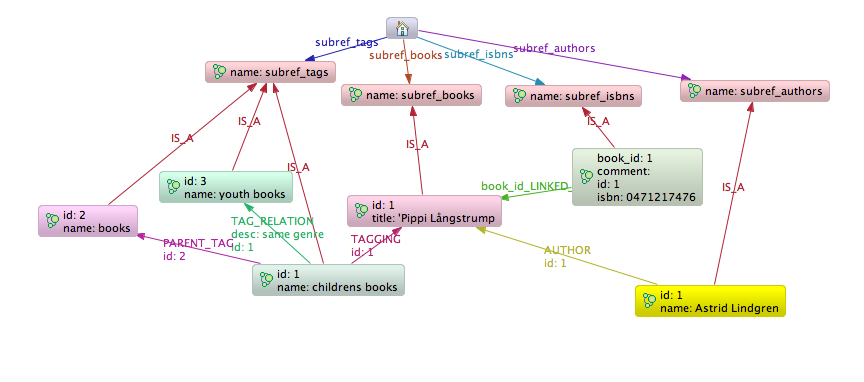 subref_tags
subref_books
subref_isbns
subref_authors
name: subref_tags
name: subref_books
name: subref_isbns
name: subref_authors
IS_A
IS_A
IS_A
IS_A
IS_A
IS_A
book_id: 1
comment:
id: 1
isbn: 0471217476
id: 3
name: youth books
book_id_LINKED
id: 2
name: books
id: 1
title: 'Pippi Långstrump
TAG_RELATION
desc: same genre
id: 1
PARENT_TAG
id: 2
TAGGING
id: 1
AUTHOR
id: 1
id: 1
name: childrens books
id: 1
name: Astrid Lindgren